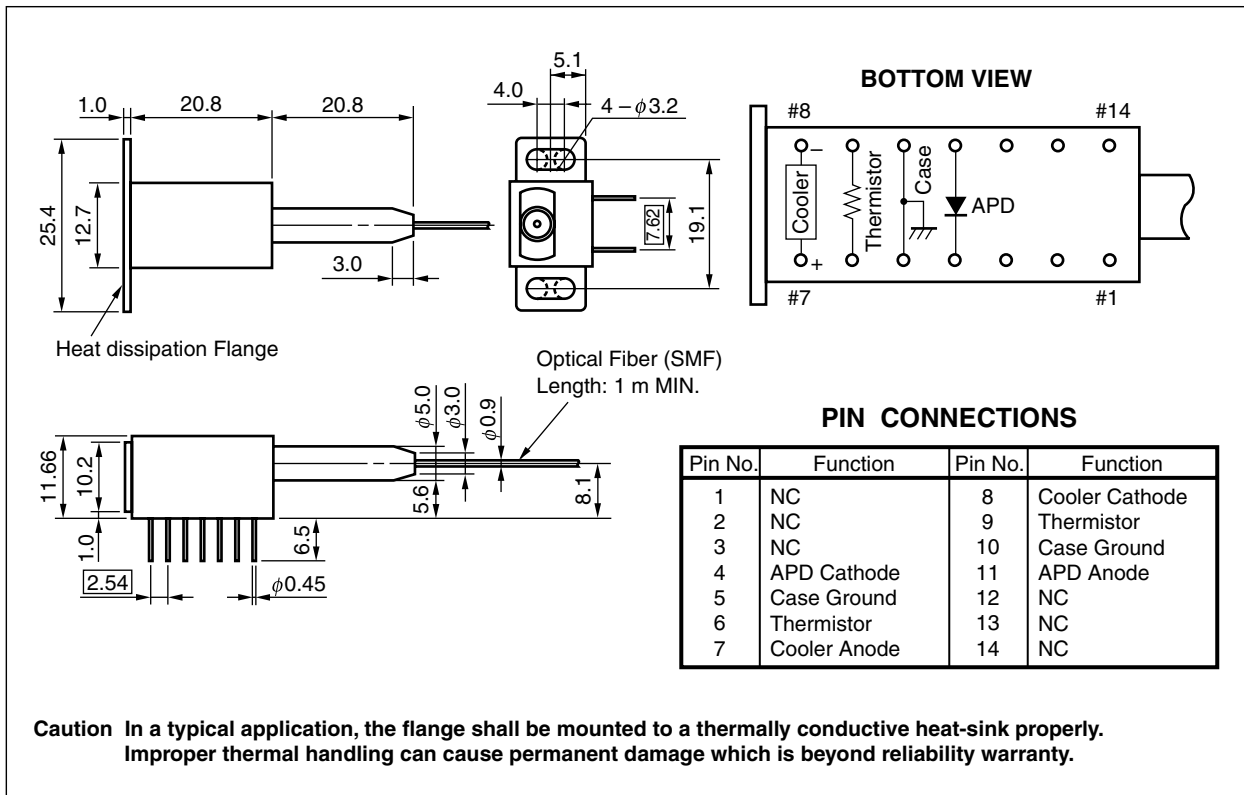 5.1
1.0 20.8 20.8
4.0
4 – φ3.2
25.4
12.7
3.0
7.62
19.1
Heat dissipation Flange
BOTTOM VIEW
#8 #14
–
Cooler
+
Thermistor
Case
APD
#7 #1
Optical Fiber (SMF)
Length: 1 m MIN.
φ5.0
φ3.0
φ0.9
11.66
10.2
1.0
5.6
8.1
6.5
2.54
φ0.45
PIN CONNECTIONS
Pin No. Function Pin No. Function
1 NC 8 Cooler Cathode
2 NC 9 Thermistor
3 NC 10 Case Ground
4 APD Cathode 11 APD Anode
5 Case Ground 12 NC
6 Thermistor 13 NC
7 Cooler Anode 14 NC
Caution In a typical application, the flange shall be mounted to a thermally conductive heat-sink properly.
Improper thermal handling can cause permanent damage which is beyond reliability warranty.